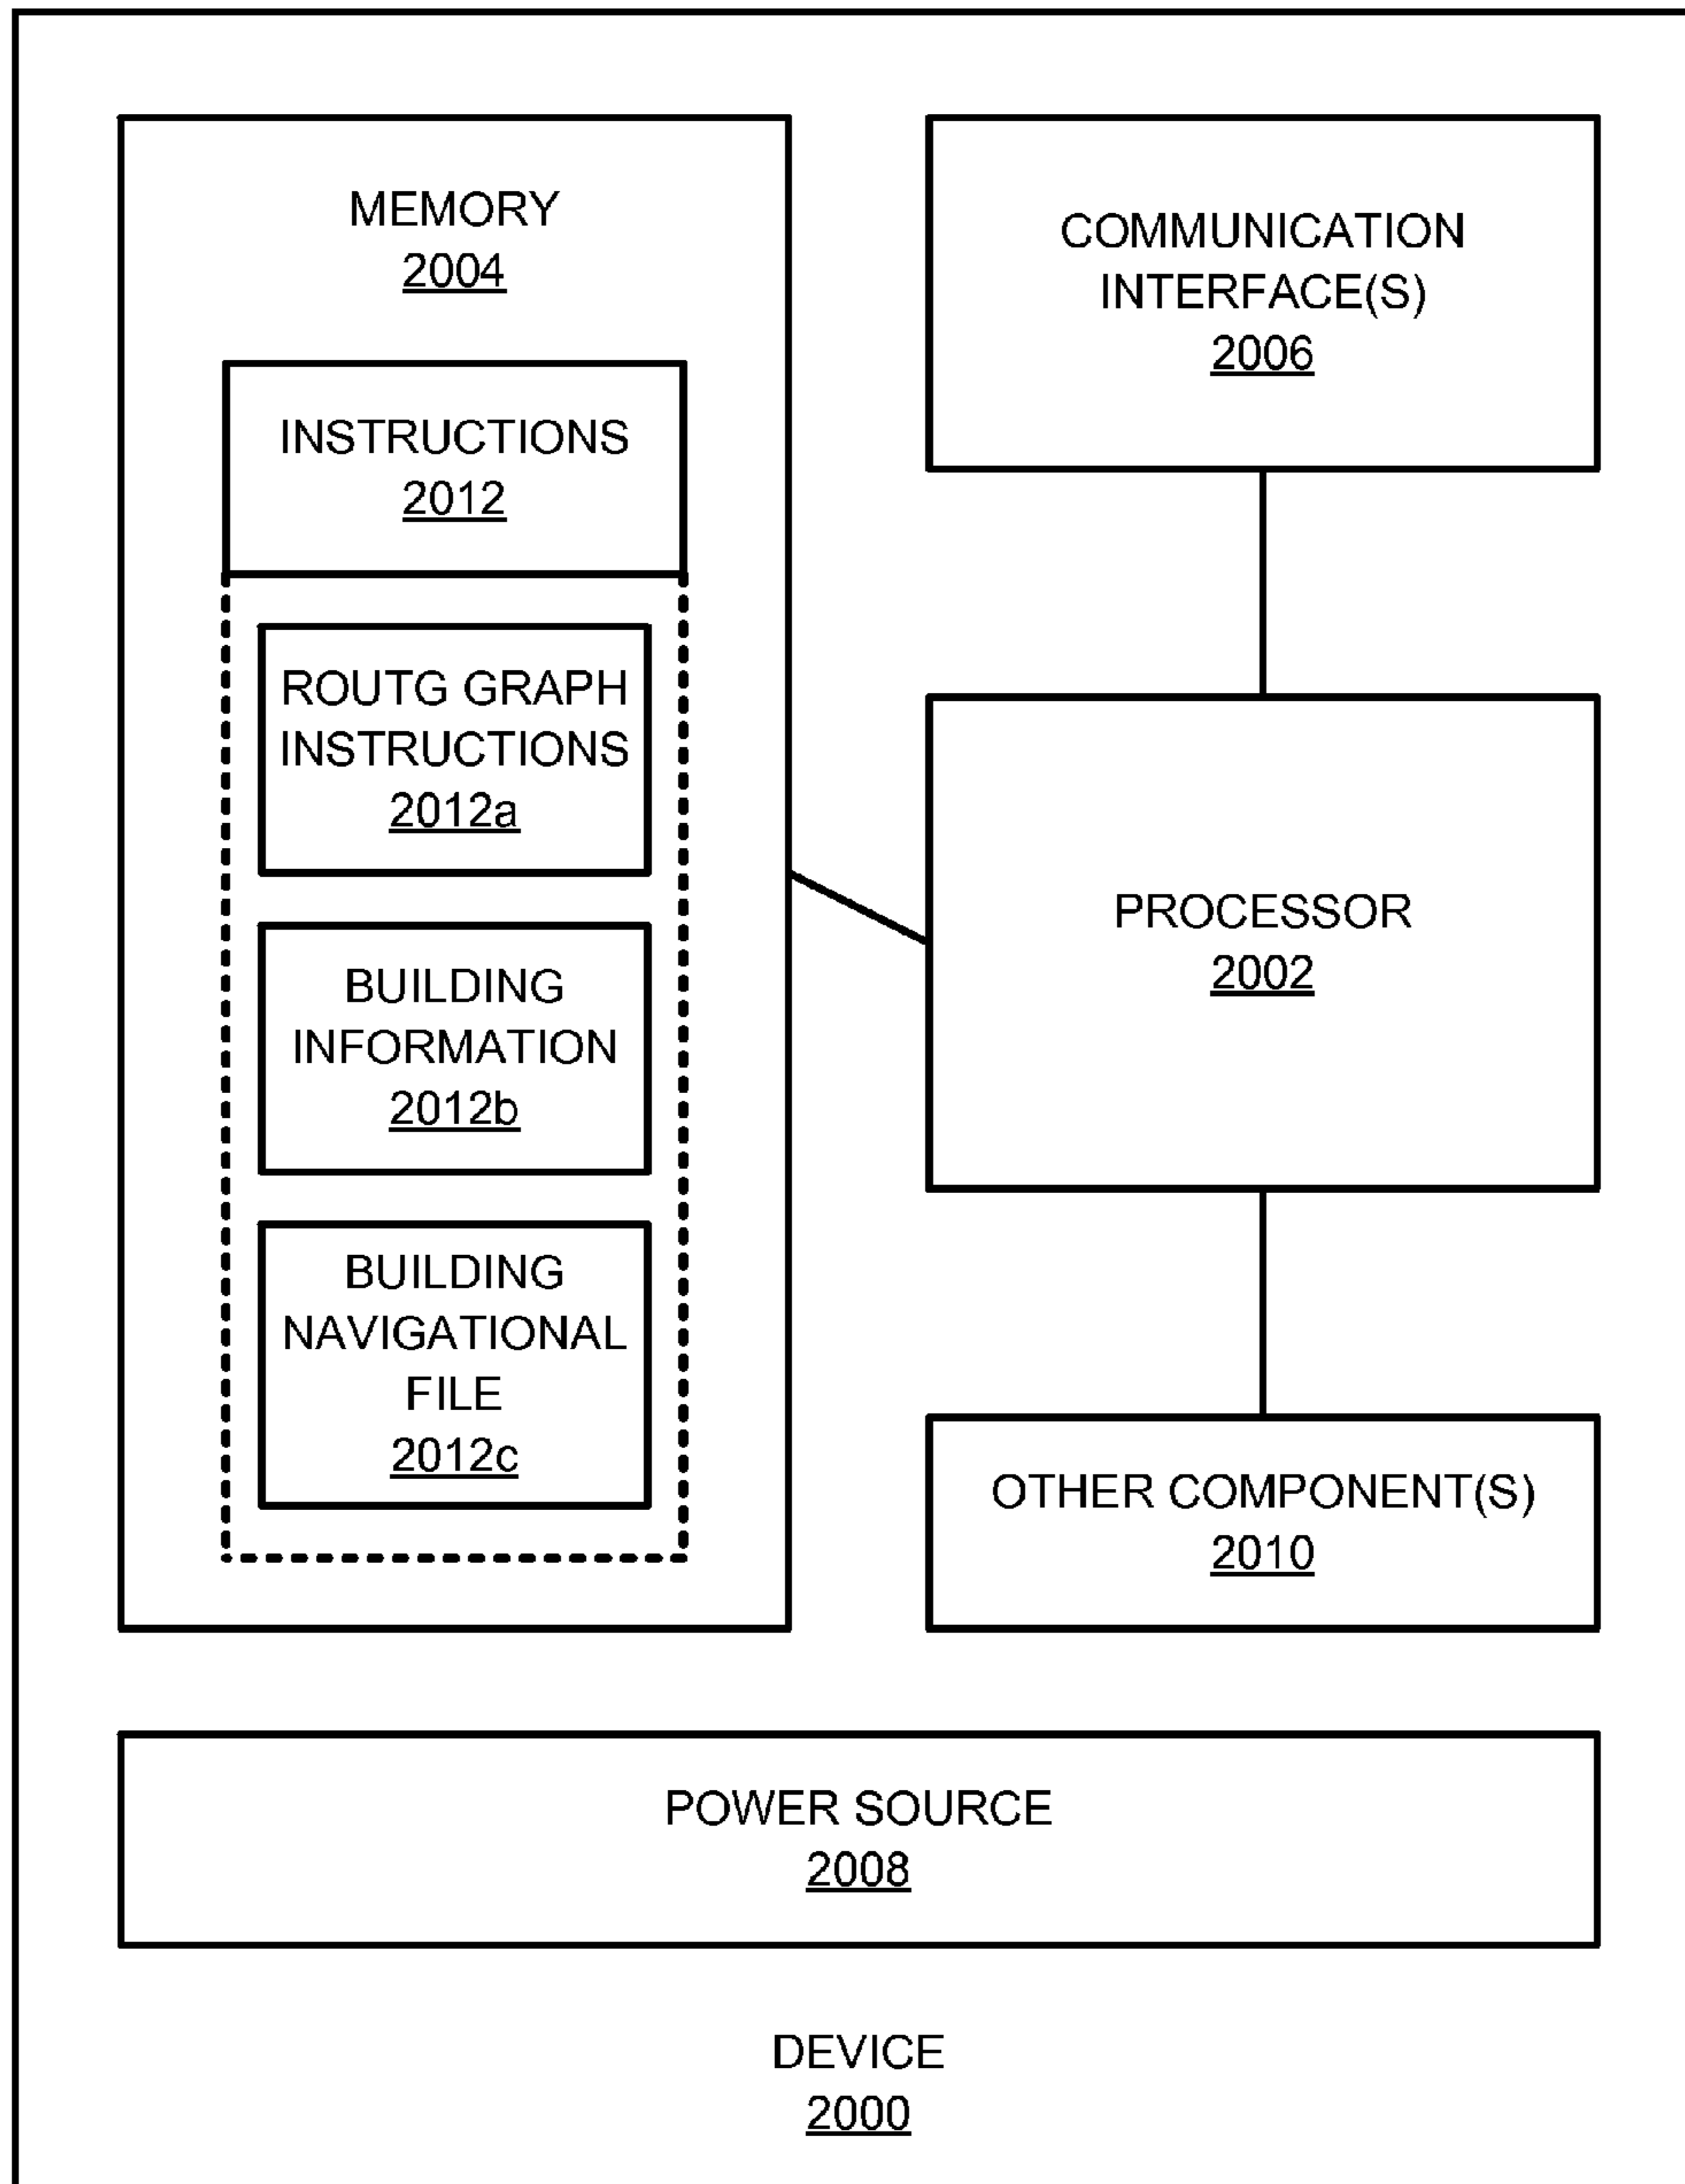 MEMORY
2004
INSTRUCTIONS
2012
ROUTG GRAPH
INSTRUCTIONS
2012a
BUILDING
INFORMATION
2012b
BUILDING
NAVIGATIONAL
FILE
2012c
COMMUNICATION
INTERFACE(S)
2006
PROCESSOR
2002
OTHER COMPONENT(S)
2010
POWER SOURCE
2008
DEVICE
2000